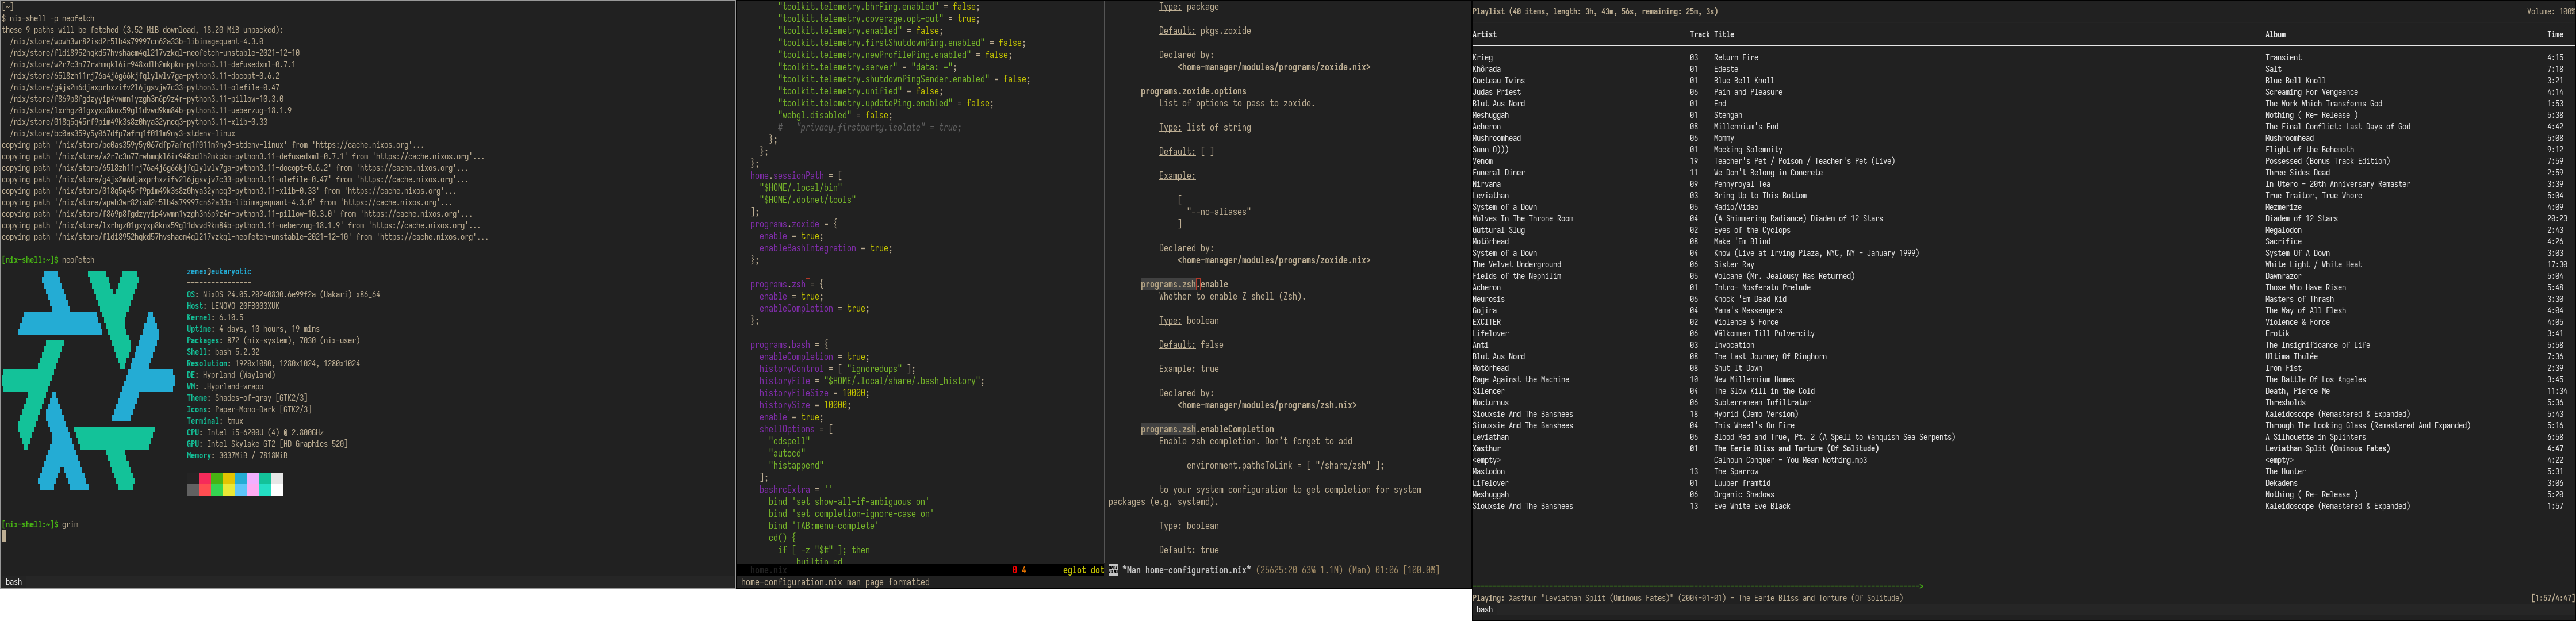 [~]
$ nix-shell -p neofetch
these 9 paths will be fetched (3.52 MiB download, 18.20 MiB unpacked):
  /nix/store/wpwh3wr82isd2r5lb4s79997cn62a33b-libimagequant-4.3.0
  /nix/store/fldi8952hqkd57hvshacm4ql217vzkql-neofetch-unstable-2021-12-10
  /nix/store/w2r7c3n77rwhmqkl6ir948xdlh2mkpkm-python3.11-defusedxml-0.7.1
  /nix/store/65l8zh11rj76a4j6g66kjfqlylwlv7ga-python3.11-docopt-0.6.2
  /nix/store/g4js2m6djaxprhxzifv2l6jgsvjw7c33-python3.11-olefile-0.47
  /nix/store/f869p8fgdzyyip4vwmn1yzgh3n6p9z4r-python3.11-pillow-10.3.0
  /nix/store/lxrhgz01gxyxp8knx59gl1dvwd9km84b-python3.11-ueberzug-18.1.9
  /nix/store/018q5q45rf9pim49k3s8z0hya32yncq3-python3.11-xlib-0.33
  /nix/store/bc0as359y5y067dfp7afrq1f011m9ny3-stdenv-linux
copying path '/nix/store/bc0as359y5y067dfp7afrq1f011m9ny3-stdenv-linux' from 'https://cache.nixos.org'...
copying path '/nix/store/w2r7c3n77rwhmqkl6ir948xdlh2mkpkm-python3.11-defusedxml-0.7.1' from 'https://cache.nixos.org'...
copying path '/nix/store/65l8zh11rj76a4j6g66kjfqlylwlv7ga-python3.11-docopt-0.6.2' from 'https://cache.nixos.org'...
copying path '/nix/store/g4js2m6djaxprhxzifv2l6jgsvjw7c33-python3.11-olefile-0.47' from 'https://cache.nixos.org'...
copying path '/nix/store/018q5q45rf9pim49k3s8z0hya32yncq3-python3.11-xlib-0.33' from 'https://cache.nixos.org'...
copying path '/nix/store/wpwh3wr82isd2r5lb4s79997cn62a33b-libimagequant-4.3.0' from 'https://cache.nixos.org'...
copying path '/nix/store/f869p8fgdzyyip4vwmn1yzgh3n6p9z4r-python3.11-pillow-10.3.0' from 'https://cache.nixos.org'...
copying path '/nix/store/lxrhgz01gxyxp8knx59gl1dvwd9km84b-python3.11-ueberzug-18.1.9' from 'https://cache.nixos.org'...
copying path '/nix/store/fldi8952hqkd57hvshacm4ql217vzkql-neofetch-unstable-2021-12-10' from 'https://cache.nixos.org'...
[nix-shell:~]$ neofetch
zenex@eukaryotic
----------------
OS: NixOS 24.05.20240830.6e99f2a (Uakari) x86_64
Host: LENOVO 20FB003XUK
Kernel: 6.10.5
Uptime: 4 days, 10 hours, 19 mins
Packages: 872 (nix-system), 7030 (nix-user)
Shell: bash 5.2.32
Resolution: 1920x1080, 1280x1024, 1280x1024
DE: Hyprland (Wayland)
WM: .Hyprland-wrapp
Theme: Shades-of-gray [GTK2/3]
Icons: Paper-Mono-Dark [GTK2/3]
Terminal: tmux
CPU: Intel i5-6200U (4) @ 2.800GHz
GPU: Intel Skylake GT2 [HD Graphics 520]
Memory: 3037MiB / 7818MiB
[nix-shell:~]$ grim
bash
"toolkit.telemetry.bhrPing.enabled" = false;
"toolkit.telemetry.coverage.opt-out" = true;
"toolkit.telemetry.enabled" = false;
"toolkit.telemetry.firstShutdownPing.enabled" = false;
"toolkit.telemetry.newProfilePing.enabled" = false;
"toolkit.telemetry.server" = "data: =";
"toolkit.telemetry.shutdownPingSender.enabled" = false;
"toolkit.telemetry.unified" = false;
"toolkit.telemetry.updatePing.enabled" = false;
"webgl.disabled" = false;
#   "privacy.firstparty.isolate" = true;
};
};
};
home.sessionPath = [
"$HOME/.local/bin"
"$HOME/.dotnet/tools"
];
programs.zoxide = {
enable = true;
enableBashIntegration = true;
};
programs.zsh = {
enable = true;
enableCompletion = true;
};
programs.bash = {
enableCompletion = true;
historyControl = [ "ignoredups" ];
historyFile = "$HOME/.local/share/.bash_history";
historyFileSize = 10000;
historySize = 10000;
enable = true;
shellOptions = [
"cdspell"
"autocd"
"histappend"
];
bashrcExtra = ''
bind 'set show-all-if-ambiguous on'
bind 'set completion-ignore-case on'
bind 'TAB:menu-complete'
cd() {
if [ -z "$#" ]; then
builtin cd
home.nix 0 4 eglot dot
home-configuration.nix man page formatted
Type: package
Default: pkgs.zoxide
Declared by:
<home-manager/modules/programs/zoxide.nix>
programs.zoxide.options
List of options to pass to zoxide.
Type: list of string
Default: [ ]
Example:
[
"--no-aliases"
]
Declared by:
<home-manager/modules/programs/zoxide.nix>
programs.zsh.enable
Whether to enable Z shell (Zsh).
Type: boolean
Default: false
Example: true
Declared by:
<home-manager/modules/programs/zsh.nix>
programs.zsh.enableCompletion
Enable zsh completion. Don't forget to add
environment.pathsToLink = [ "/share/zsh" ];
to your system configuration to get completion for system
packages (e.g. systemd).
Type: boolean
Default: true
*Man home-configuration.nix* (25625:20 63% 1.1M) (Man) 01:06 [100.0%]
Playlist (40 items, length: 3h, 43m, 56s, remaining: 25m, 3s) Volume: 100%
Artist Track Title Album Time
Krieg 03 Return Fire Transient 4:15
Khôrada 01 Edeste Salt 7:18
Cocteau Twins 01 Blue Bell Knoll Blue Bell Knoll 3:21
Judas Priest 06 Pain and Pleasure Screaming For Vengeance 4:14
Blut Aus Nord 01 End The Work Which Transforms God 1:53
Meshuggah 01 Stengah Nothing ( Re- Release ) 5:38
Acheron 08 Millennium's End The Final Conflict: Last Days of God 4:42
Mushroomhead 06 Mommy Mushroomhead 5:08
Sunn O))) 01 Mocking Solemnity Flight of the Behemoth 9:12
Venom 19 Teacher's Pet / Poison / Teacher's Pet (Live) Possessed (Bonus Track Edition) 7:59
Funeral Diner 11 We Don't Belong in Concrete Three Sides Dead 2:59
Nirvana 09 Pennyroyal Tea In Utero - 20th Anniversary Remaster 3:39
Leviathan 03 Bring Up to This Bottom True Traitor, True Whore 5:04
System of a Down 05 Radio/Video Mezmerize 4:09
Wolves In The Throne Room 04 (A Shimmering Radiance) Diadem of 12 Stars Diadem of 12 Stars 20:23
Guttural Slug 02 Eyes of the Cyclops Megalodon 2:43
Motörhead 08 Make 'Em Blind Sacrifice 4:26
System of a Down 04 Know (Live at Irving Plaza, NYC, NY - January 1999) System Of A Down 3:03
The Velvet Underground 06 Sister Ray White Light / White Heat 17:30
Fields of the Nephilim 05 Volcane (Mr. Jealousy Has Returned) Dawnrazor 5:04
Acheron 01 Intro- Nosferatu Prelude Those Who Have Risen 5:48
Neurosis 06 Knock 'Em Dead Kid Masters of Thrash 3:30
Gojira 04 Yama's Messengers The Way of All Flesh 4:04
EXCITER 02 Violence & Force Violence & Force 4:05
Lifelover 06 Välkommen Till Pulvercity Erotik 3:41
Anti 03 Invocation The Insignificance of Life 5:58
Blut Aus Nord 08 The Last Journey Of Ringhorn Ultima Thulée 7:36
Motörhead 08 Shut It Down Iron Fist 2:39
Rage Against the Machine 10 New Millennium Homes The Battle Of Los Angeles 3:45
Silencer 04 The Slow Kill in the Cold Death, Pierce Me 11:34
Nocturnus 06 Subterranean Infiltrator Thresholds 5:36
Siouxsie And The Banshees 18 Hybrid (Demo Version) Kaleidoscope (Remastered & Expanded) 5:43
Siouxsie And The Banshees 04 This Wheel's On Fire Through The Looking Glass (Remastered And Expanded) 5:16
Leviathan 06 Blood Red and True, Pt. 2 (A Spell to Vanquish Sea Serpents) A Silhouette in Splinters 6:58
Xasthur 01 The Eerie Bliss and Torture (Of Solitude) Leviathan Split (Ominous Fates) 4:47
<empty> Calhoun Conquer - You Mean Nothing.mp3 <empty> 4:22
Mastodon 13 The Sparrow The Hunter 5:31
Lifelover 01 Luuber framtid Dekadens 3:06
Meshuggah 06 Organic Shadows Nothing ( Re- Release ) 5:20
Siouxsie And The Banshees 13 Eve White Eve Black Kaleidoscope (Remastered & Expanded) 1:57
Playing: Xasthur "Leviathan Split (Ominous Fates)" (2004-01-01) - The Eerie Bliss and Torture (Of Solitude) [1:57/4:47]
bash